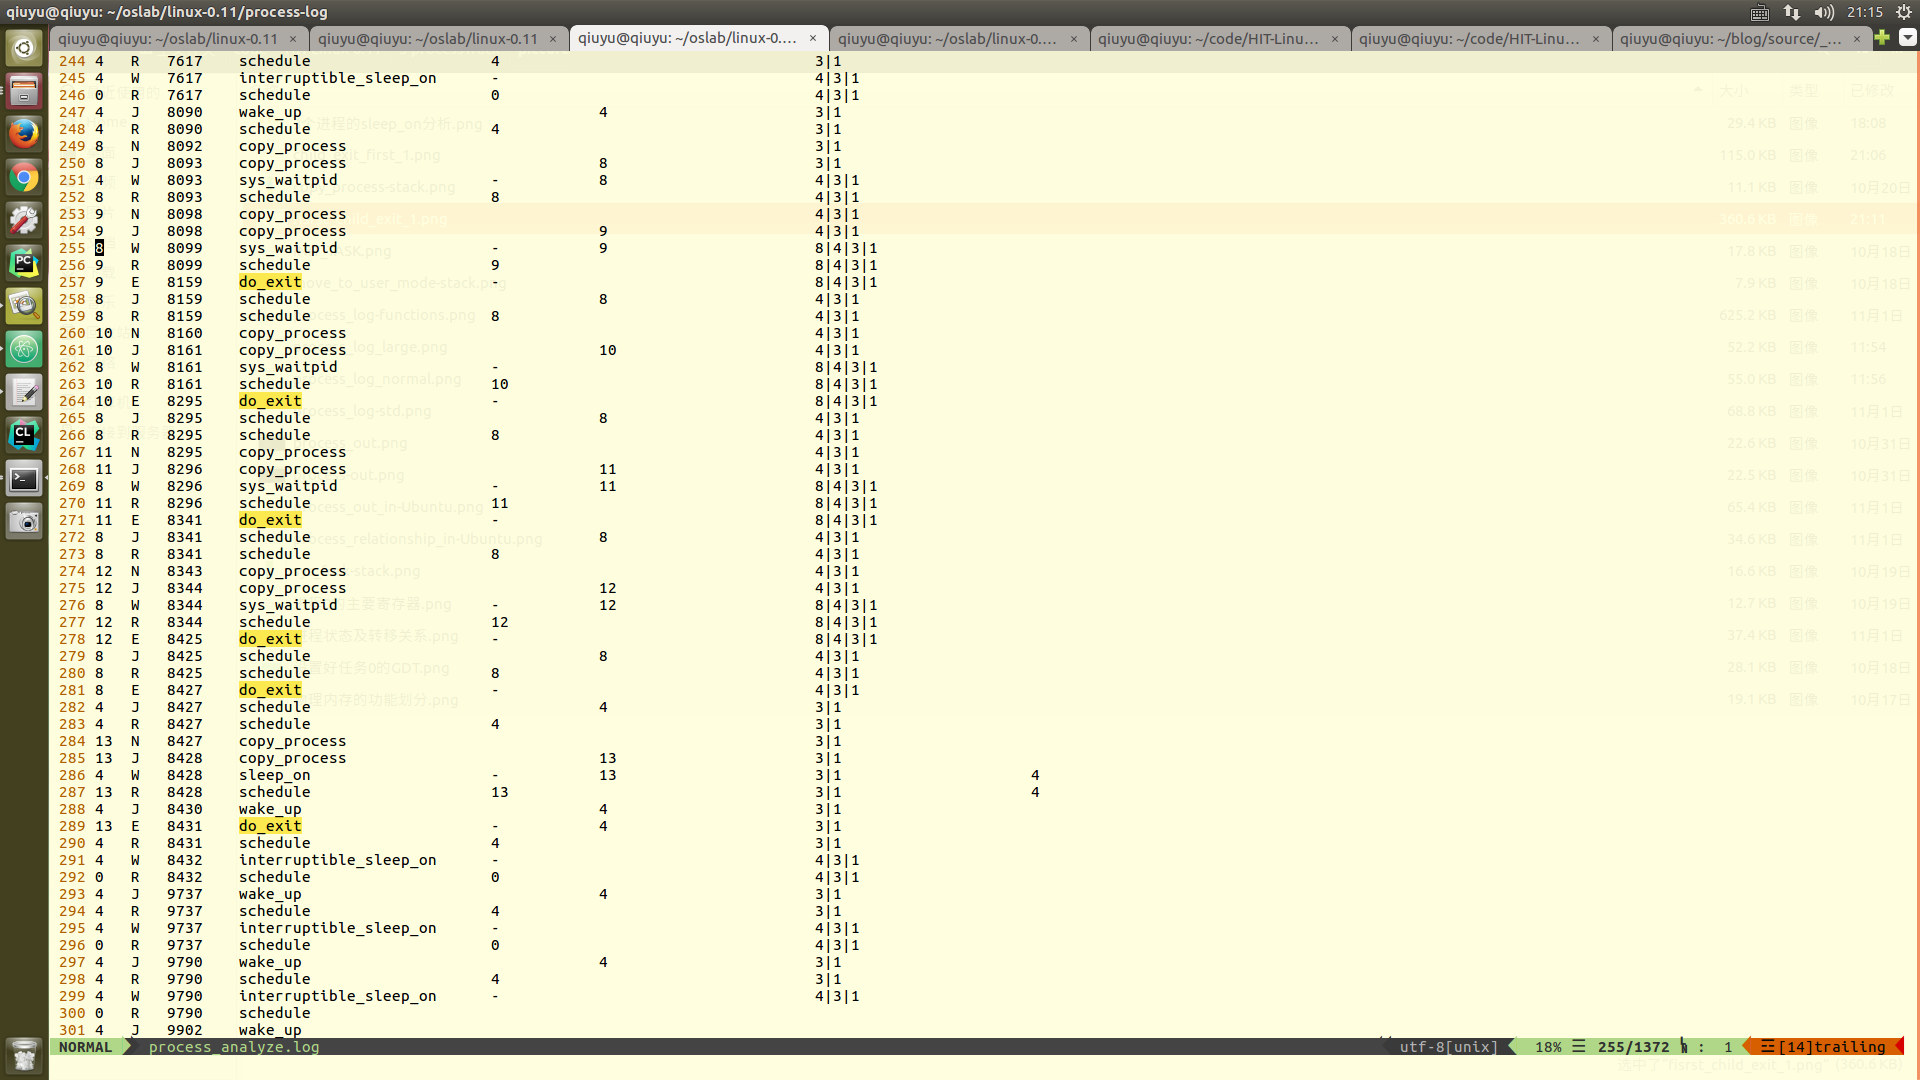 qiuyu@qiuyu: ~/oslab/linux-0.11/process-log
21:15
qiuyu@qiuyu: ~/oslab/linux-0.11 × qiuyu@qiuyu: ~/oslab/linux-0.11 × qiuyu@qiuyu: ~/oslab/linux-0.... × qiuyu@qiuyu: ~/oslab/linux-0.... × qiuyu@qiuyu: ~/code/HIT-Linu... × qiuyu@qiuyu: ~/code/HIT-Linu... × qiuyu@qiuyu: ~/blog/source/_... ×
244 4 R 7617 schedule 4 3|1
245 4 W 7617 interruptible_sleep_on - 4|3|1
246 0 R 7617 schedule 0 4|3|1
247 4 J 8090 wake_up 4 3|1
248 4 R 8090 schedule 4 3|1
249 8 N 8092 copy_process 3|1
250 8 J 8093 copy_process 8 3|1
251 4 W 8093 sys_waitpid - 8 4|3|1
252 8 R 8093 schedule 8 4|3|1
253 9 N 8098 copy_process 4|3|1
254 9 J 8098 copy_process 9 4|3|1
255 8 W 8099 sys_waitpid - 9 8|4|3|1
256 9 R 8099 schedule 9 8|4|3|1
257 9 E 8159 do_exit - 8|4|3|1
258 8 J 8159 schedule 8 4|3|1
259 8 R 8159 schedule 8 4|3|1
260 10 N 8160 copy_process 4|3|1
261 10 J 8161 copy_process 10 4|3|1
262 8 W 8161 sys_waitpid - 8|4|3|1
263 10 R 8161 schedule 10 8|4|3|1
264 10 E 8295 do_exit - 8|4|3|1
265 8 J 8295 schedule 8 4|3|1
266 8 R 8295 schedule 8 4|3|1
267 11 N 8295 copy_process 4|3|1
268 11 J 8296 copy_process 11 4|3|1
269 8 W 8296 sys_waitpid - 11 8|4|3|1
270 11 R 8296 schedule 11 8|4|3|1
271 11 E 8341 do_exit - 8|4|3|1
272 8 J 8341 schedule 8 4|3|1
273 8 R 8341 schedule 8 4|3|1
274 12 N 8343 copy_process 4|3|1
275 12 J 8344 copy_process 12 4|3|1
276 8 W 8344 sys_waitpid - 12 8|4|3|1
277 12 R 8344 schedule 12 8|4|3|1
278 12 E 8425 do_exit - 8|4|3|1
279 8 J 8425 schedule 8 4|3|1
280 8 R 8425 schedule 8 4|3|1
281 8 E 8427 do_exit - 4|3|1
282 4 J 8427 schedule 4 3|1
283 4 R 8427 schedule 4 3|1
284 13 N 8427 copy_process 3|1
285 13 J 8428 copy_process 13 3|1
286 4 W 8428 sleep_on - 13 3|1 4
287 13 R 8428 schedule 13 3|1 4
288 4 J 8430 wake_up 4 3|1
289 13 E 8431 do_exit - 4 3|1
290 4 R 8431 schedule 4 3|1
291 4 W 8432 interruptible_sleep_on - 4|3|1
292 0 R 8432 schedule 0 4|3|1
293 4 J 9737 wake_up 4 3|1
294 4 R 9737 schedule 4 3|1
295 4 W 9737 interruptible_sleep_on - 4|3|1
296 0 R 9737 schedule 0 4|3|1
297 4 J 9790 wake_up 4 3|1
298 4 R 9790 schedule 4 3|1
299 4 W 9790 interruptible_sleep_on - 4|3|1
300 0 R 9790 schedule
301 4 J 9902 wake_up
NORMAL process_analyze.log utf-8[unix] 18% ☰ 255/1372 : 1 ☲[14]trailing